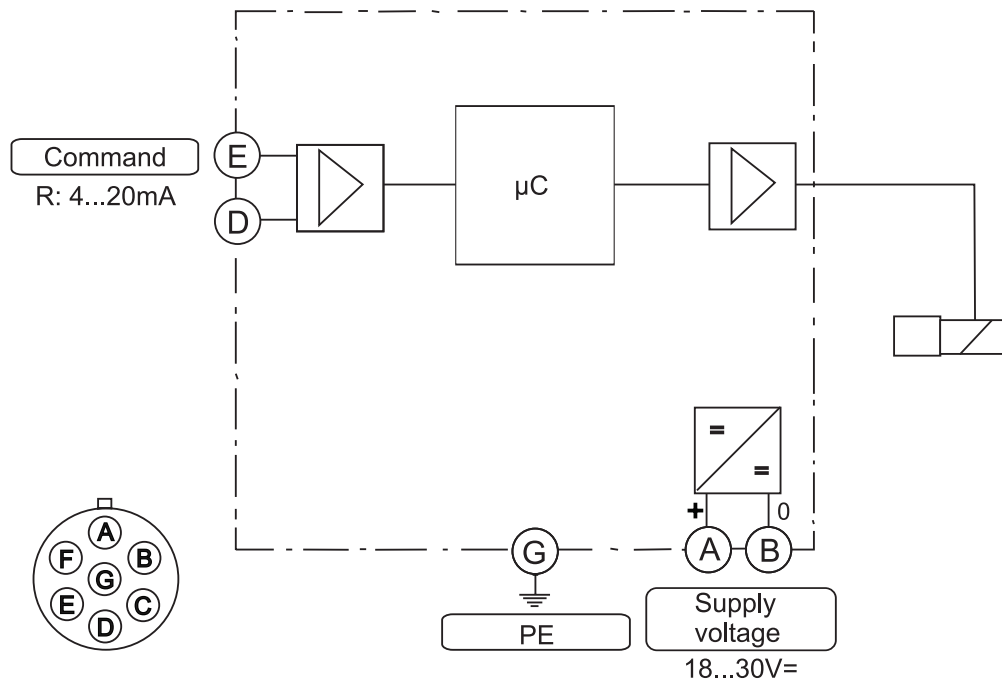 Command
R: 4...20mA
E
D
µC
=
=
+
0
A
B
G
PE
Supply
voltage
18...30V=
A
F
B
G
E
C
D